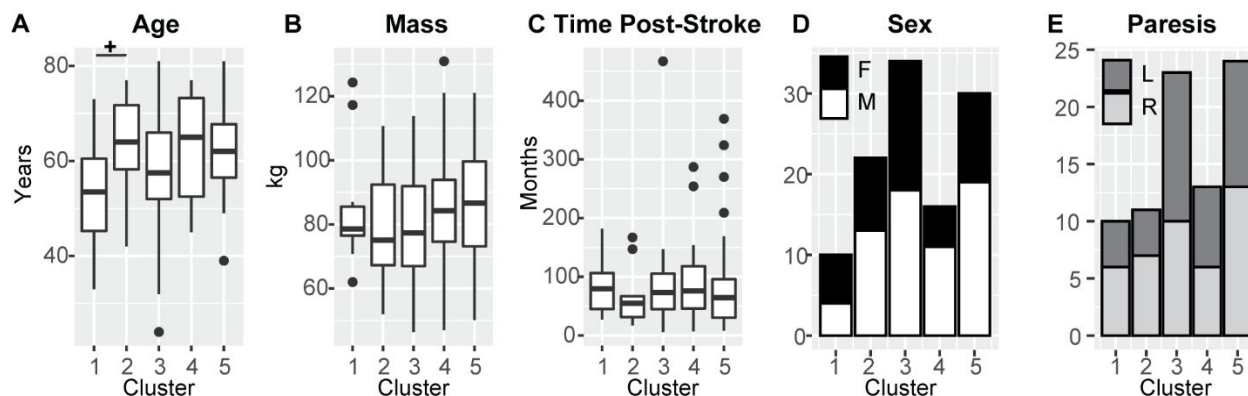 A Age
+
Years
80
60
40
1 2 3 4 5
Cluster
B Mass
kg
120
100
80
60
1 2 3 4 5
Cluster
C Time Post-Stroke
Months
400
300
200
100
0
1 2 3 4 5
Cluster
D Sex
F
M
30
20
10
0
1 2 3 4 5
Cluster
E Paresis
L
R
25
20
15
10
5
0
1 2 3 4 5
Cluster